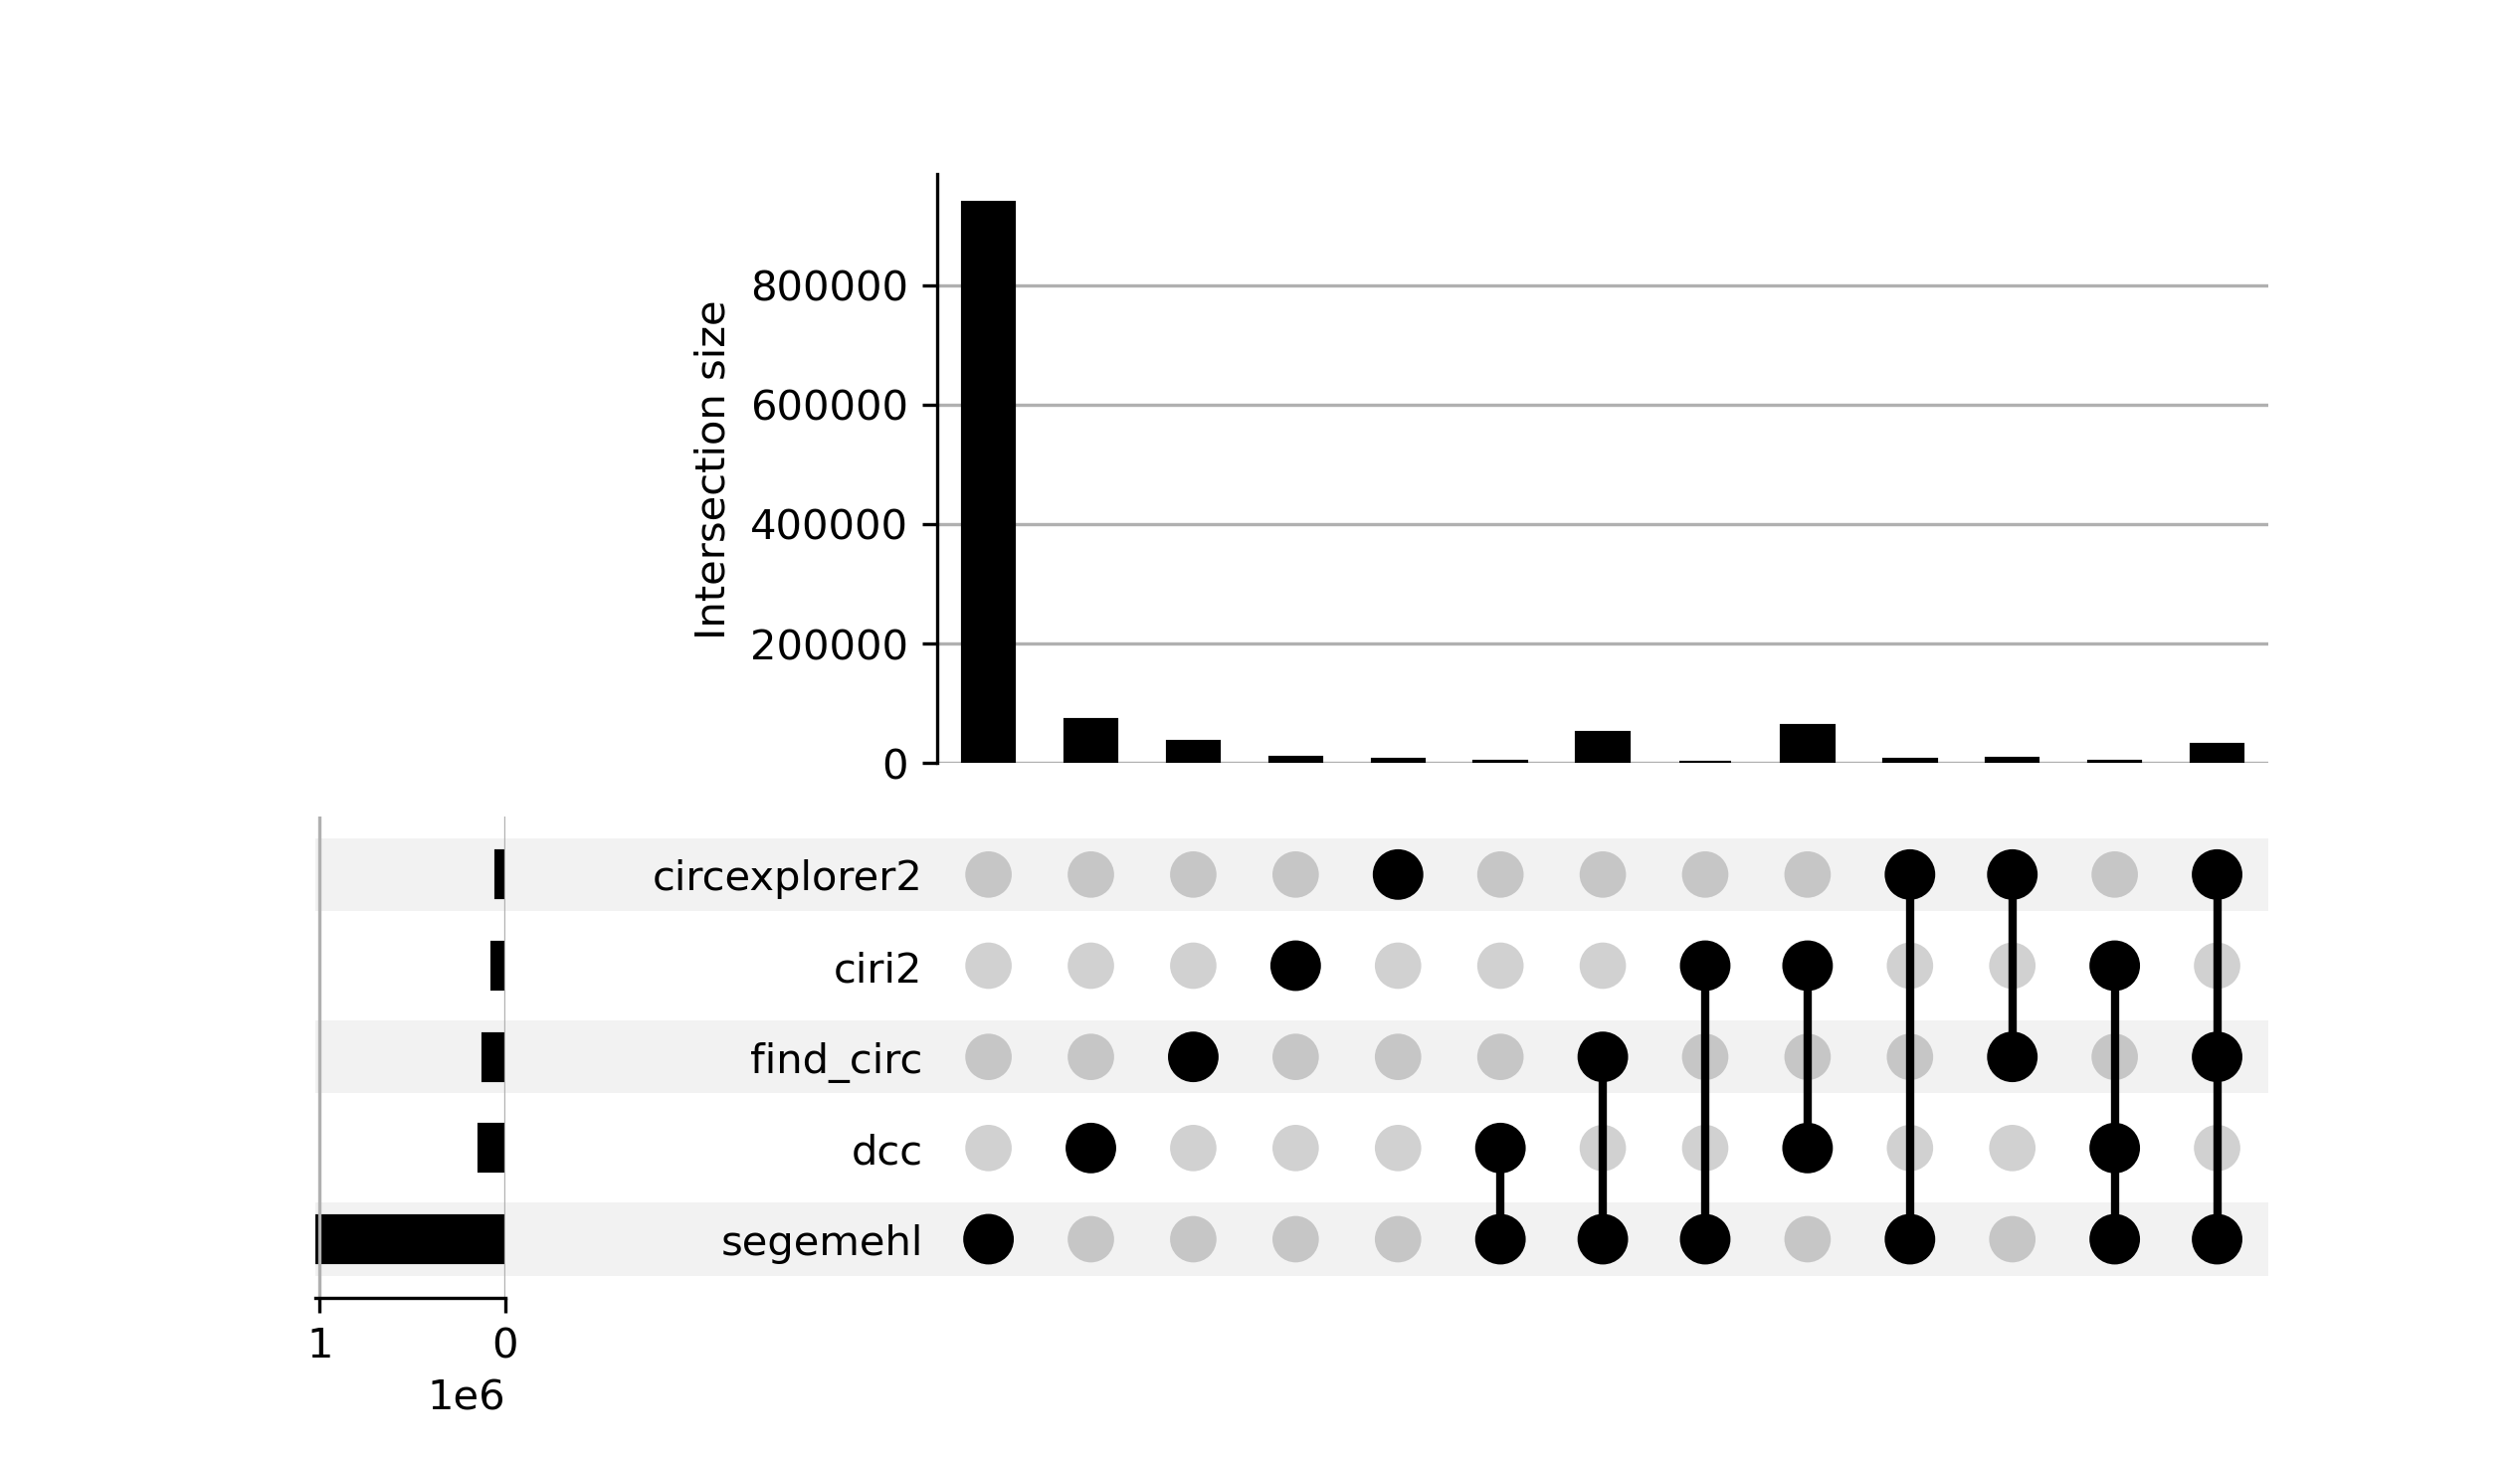 Intersection size
800000
600000
400000
200000
0
circexplorer2
ciri2
find_circ
dcc
segemehl
1 0
1e6